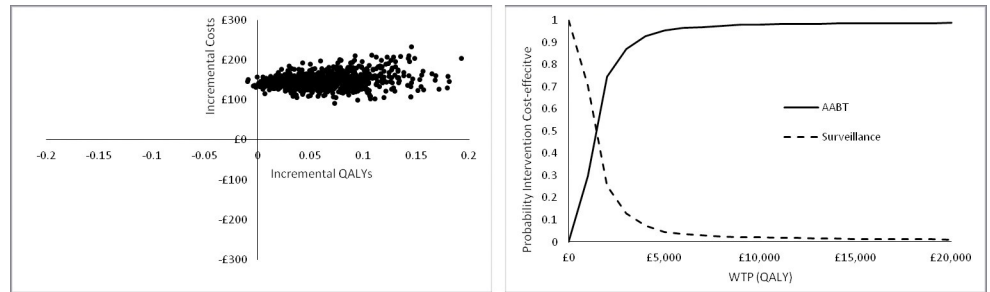 £300
£200
£100
£0
-£100
-£200
-£300
Incremental Costs
-0.2 -0.15 -0.1 -0.05 0 0.05 0.1 0.15 0.2
Incremental QALYs
Probability Intervention Cost-effecitve
1
0.9
0.8
0.7
0.6
0.5
0.4
0.3
0.2
0.1
0
AABT
Surveillance
£0 £5,000 £10,000 £15,000 £20,000
WTP (QALY)